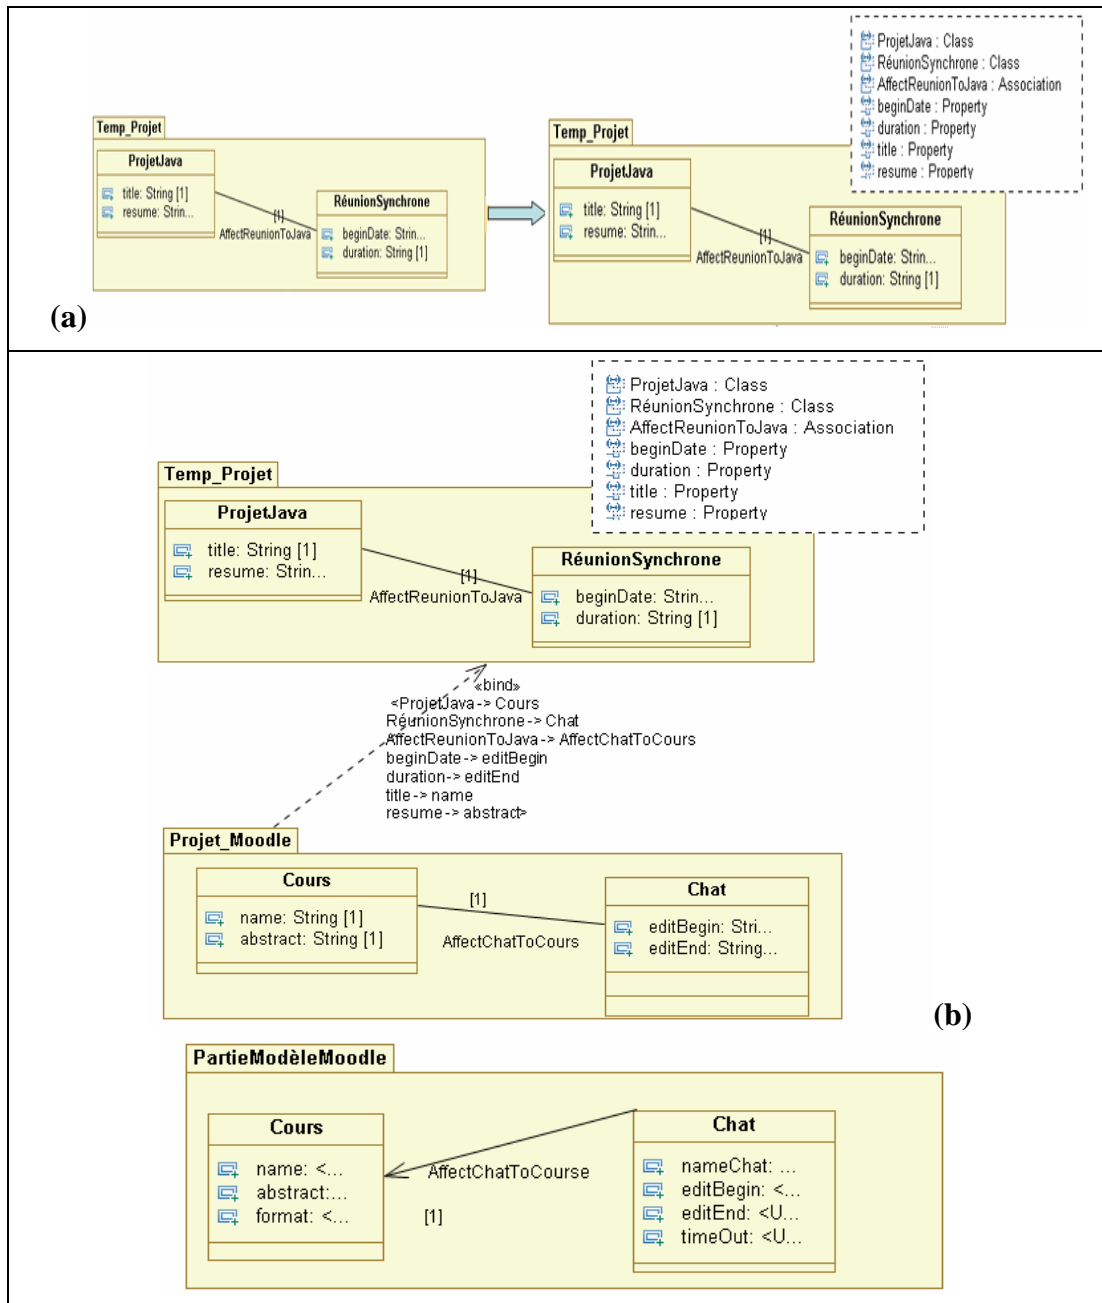 ProjetJava : Class
RéunionSynchrone : Class
AffectReunionToJava : Association
beginDate : Property
duration : Property
title : Property
resume : Property
Temp_Projet
ProjetJava
title: String [1]
resume: Strin...
[1]
AffectReunionToJava
RéunionSynchrone
beginDate: Strin...
duration: String [1]
Temp_Projet
ProjetJava
title: String [1]
resume: Strin...
[1]
AffectReunionToJava
RéunionSynchrone
beginDate: Strin...
duration: String [1]
(a)
ProjetJava : Class
RéunionSynchrone : Class
AffectReunionToJava : Association
beginDate : Property
duration : Property
title : Property
resume : Property
Temp_Projet
ProjetJava
title: String [1]
resume: Strin...
[1]
AffectReunionToJava
RéunionSynchrone
beginDate: Strin...
duration: String [1]
«bind»
<ProjetJava-> Cours
RéunionSynchrone-> Chat
AffectReunionToJava-> AffectChatToCours
beginDate-> editBegin
duration-> editEnd
title-> name
resume-> abstract>
Projet_Moodle
Cours
name: String [1]
abstract: String [1]
[1]
AffectChatToCours
Chat
editBegin: Stri...
editEnd: String...
(b)
PartieModèleMoodle
Cours
name: <...
abstract:...
format: <...
AffectChatToCourse
[1]
Chat
nameChat: ...
editBegin: <...
editEnd: <U...
timeOut: <U...